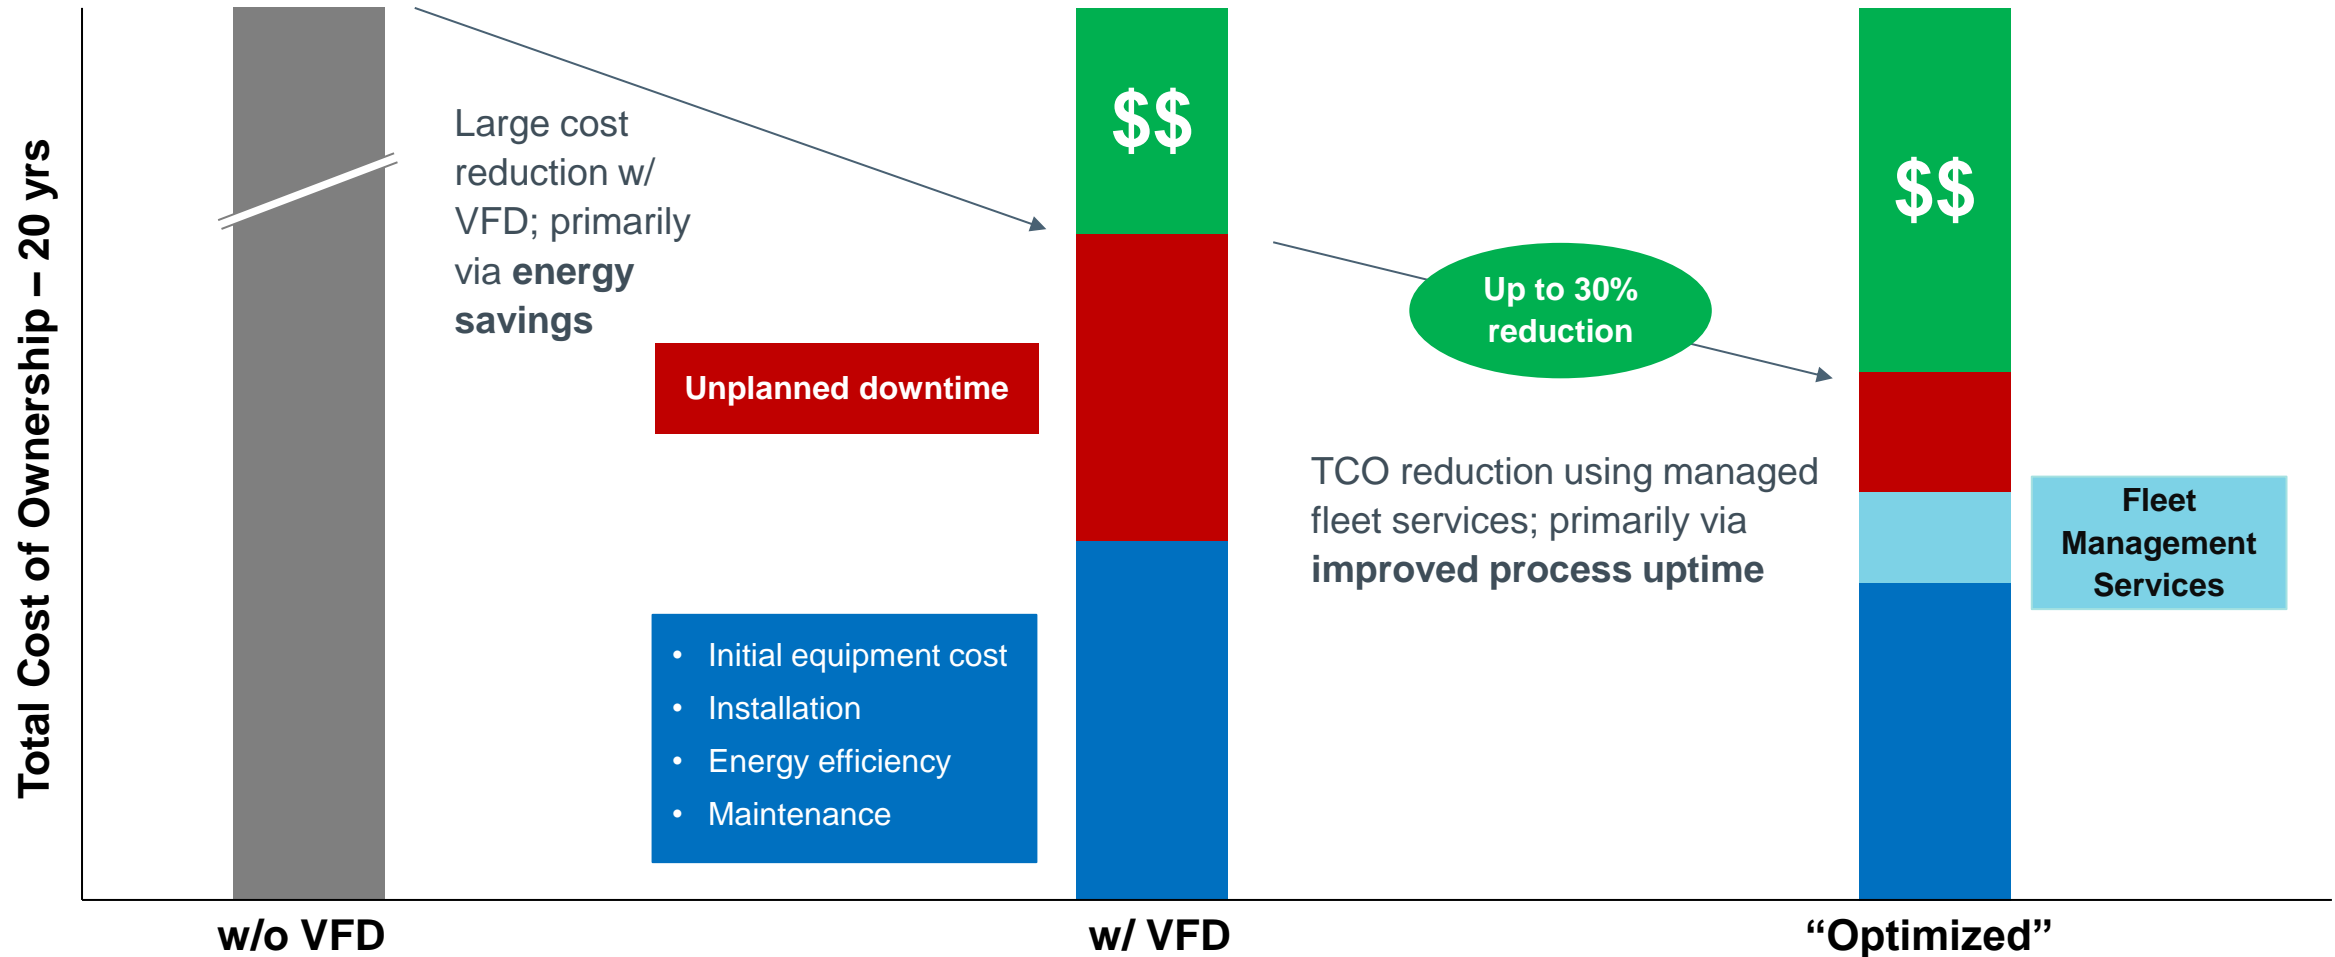 Total Cost of Ownership – 20 yrs
Large cost
reduction w/
VFD; primarily
via energy
savings
$$
$$
Up to 30%
reduction
Unplanned downtime
TCO reduction using managed
fleet services; primarily via
improved process uptime
Fleet
Management
Services
• Initial equipment cost
• Installation
• Energy efficiency
• Maintenance
w/o VFD
w/ VFD
“Optimized”